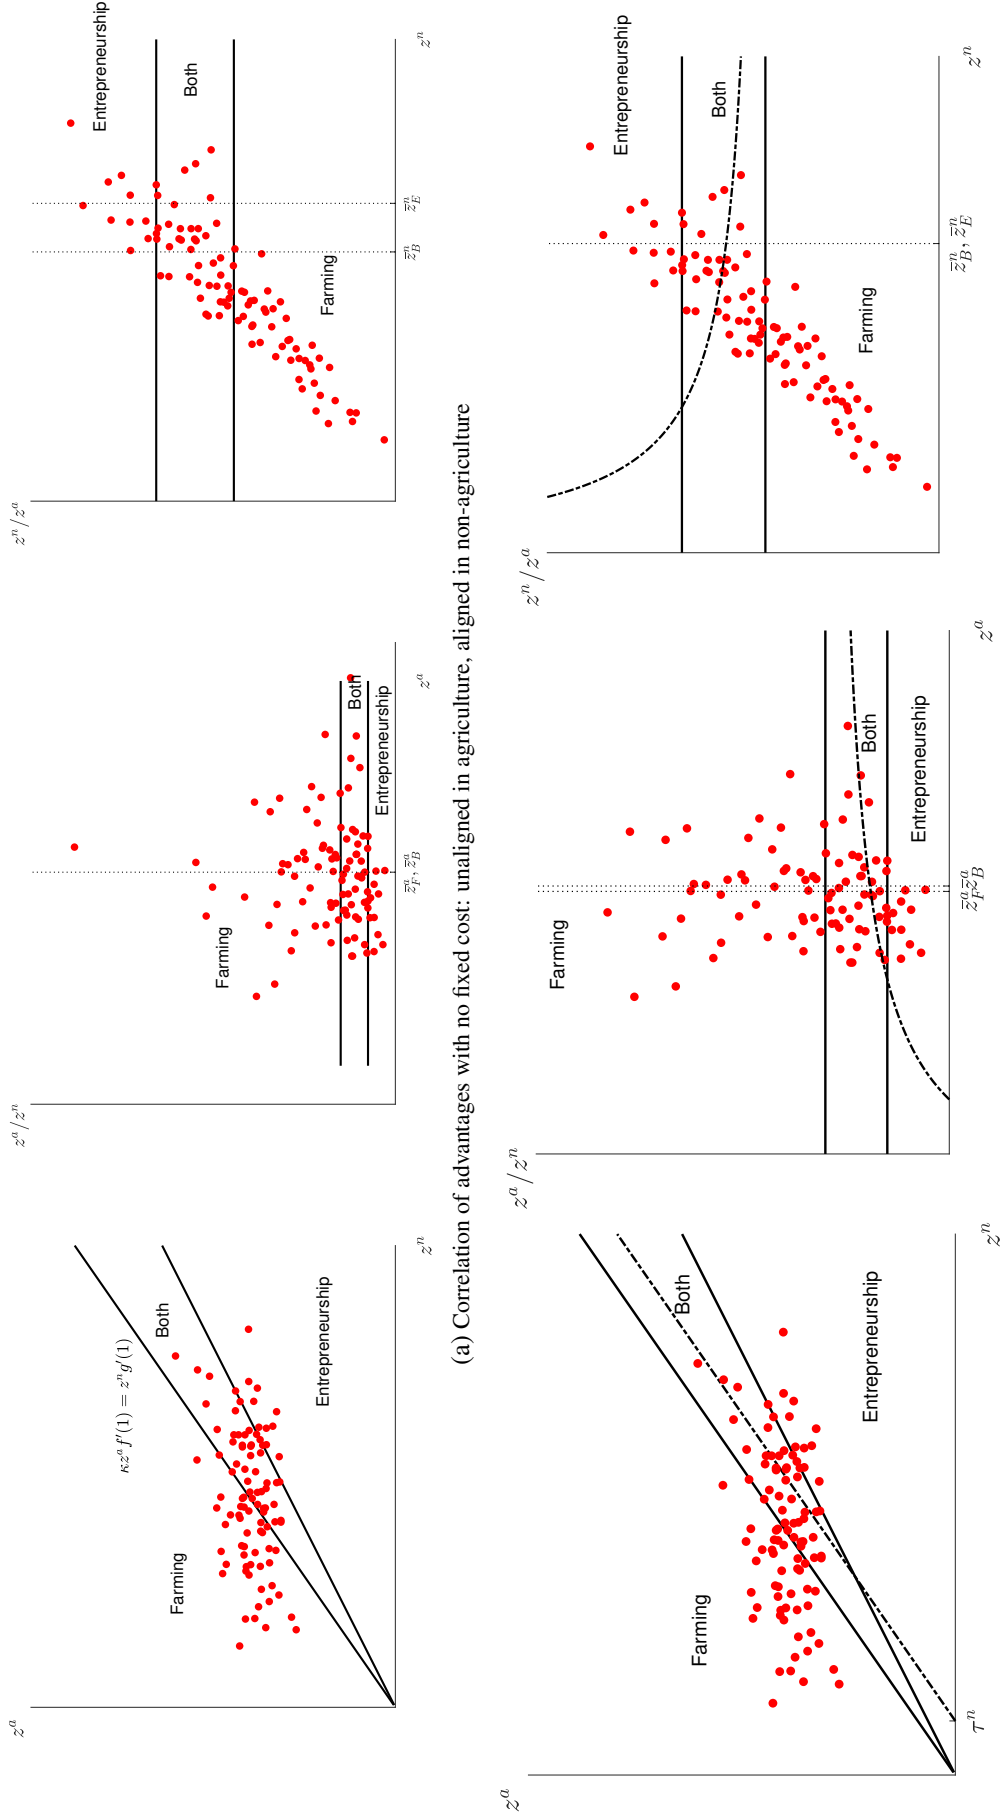 z^a
Farming
κz^a f′(1) = z^n g′(1)
Both
Entrepreneurship
z^n
z^a/z^n
Farming
Both
Entrepreneurship
z̄^a_F, z̄^a_B
z^a
z^n/z^a
Entrepreneurship
Both
Farming
z̄^n_B
z̄^n_E
z^n
(a) Correlation of advantages with no fixed cost: unaligned in agriculture, aligned in non-agriculture
z^a
Farming
Both
Entrepreneurship
τ^n
z^n
z^a/z^n
Farming
Both
Entrepreneurship
z̄^a_F z̄^a_B
z^a
z^n/z^a
Entrepreneurship
Both
Farming
z̄^n_B, z̄^n_E
z^n